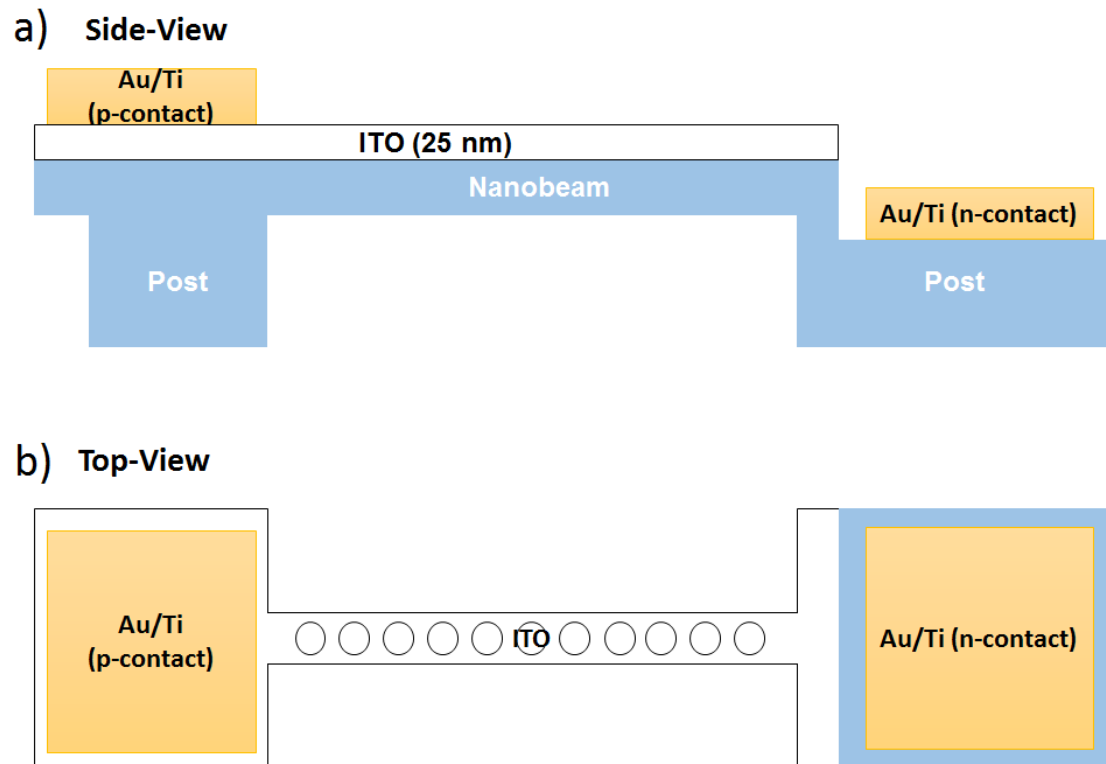 a) Side-View
Au/Ti
(p-contact)
ITO (25 nm)
Nanobeam
Au/Ti (n-contact)
Post
Post
b) Top-View
Au/Ti
(p-contact)
ITO
Au/Ti (n-contact)